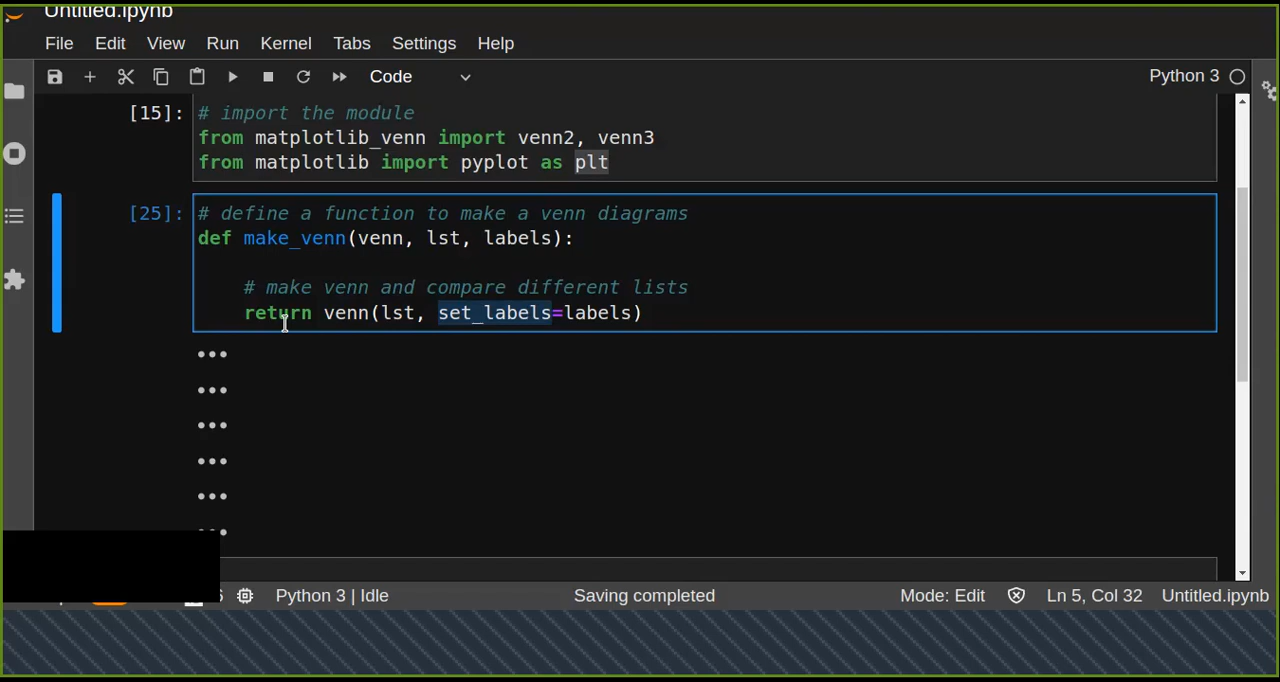 Untitled.ipynb
File Edit View Run Kernel Tabs Settings Help
Code Python 3
[15]: # import the module
from matplotlib_venn import venn2, venn3
from matplotlib import pyplot as plt
[25]: # define a function to make a venn diagrams
def make_venn(venn, lst, labels):
# make venn and compare different lists
return venn(lst, set_labels=labels)
Python 3 | Idle Saving completed Mode: Edit Ln 5, Col 32 Untitled.ipynb